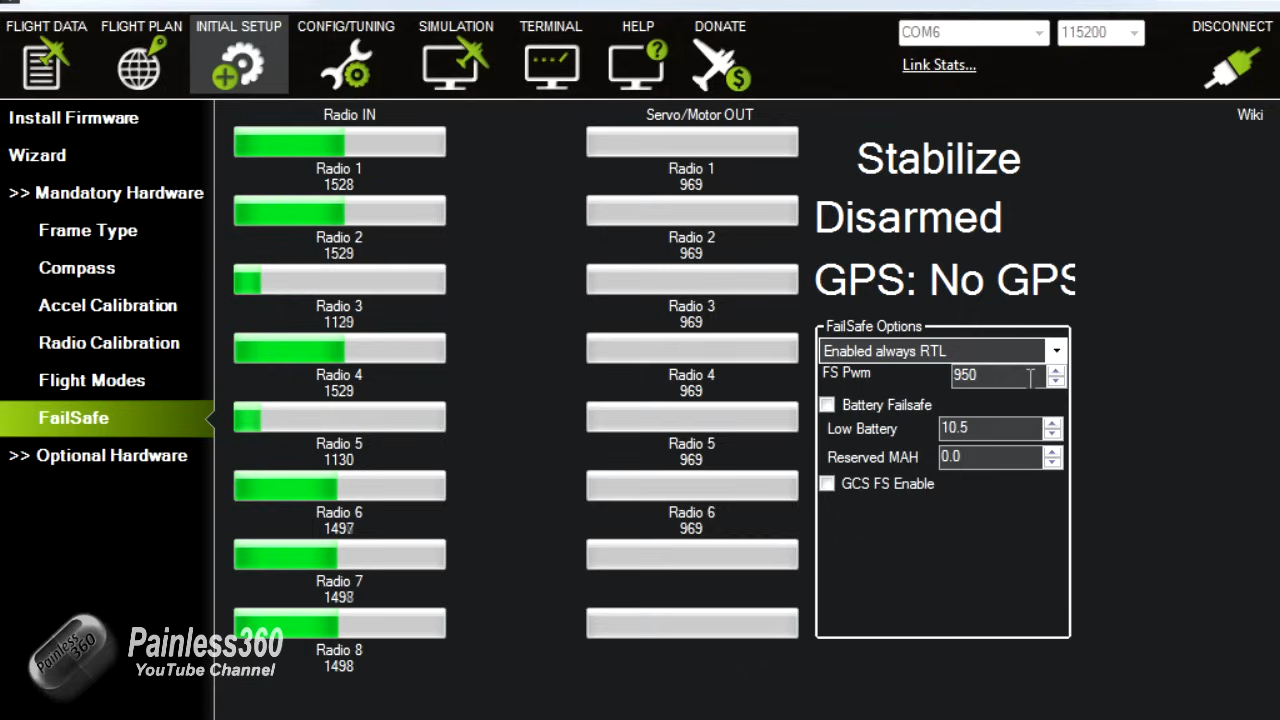 FLIGHT DATA
FLIGHT PLAN
INITIAL SETUP
CONFIG/TUNING
SIMULATION
TERMINAL
HELP
DONATE
COM6
115200
DISCONNECT
Link Stats...
Install Firmware
Wizard
>> Mandatory Hardware
Frame Type
Compass
Accel Calibration
Radio Calibration
Flight Modes
FailSafe
>> Optional Hardware
Radio IN
Radio 1
1528
Radio 2
1529
Radio 3
1129
Radio 4
1529
Radio 5
1130
Radio 6
1497
Radio 7
1498
Radio 8
1498
Servo/Motor OUT
Radio 1
969
Radio 2
969
Radio 3
969
Radio 4
969
Radio 5
969
Radio 6
969
Wiki
Stabilize
Disarmed
GPS: No GPS
FailSafe Options
Enabled always RTL
FS Pwm 950
Battery Failsafe
Low Battery 10.5
Reserved MAH 0.0
GCS FS Enable
Painless360
Painless360
YouTube Channel